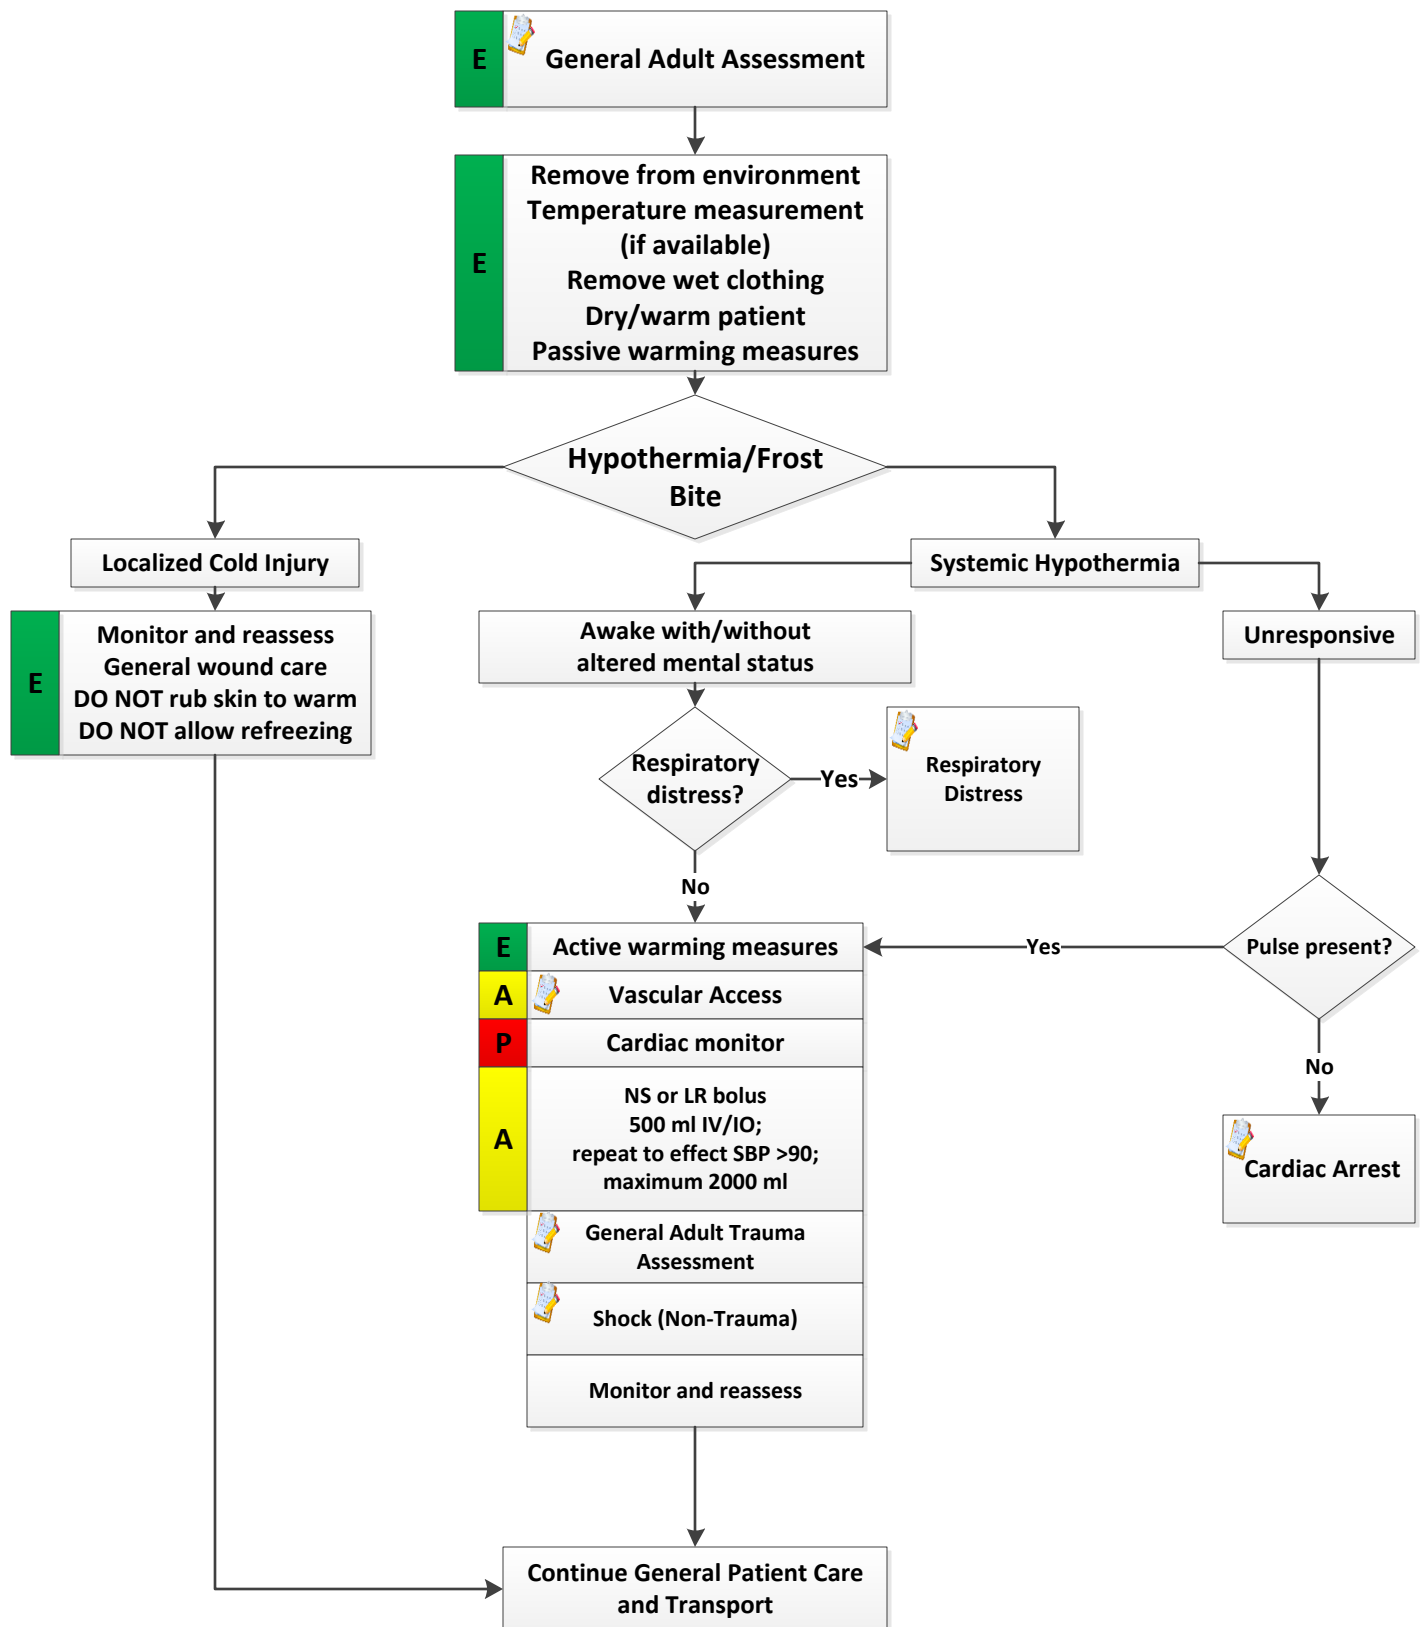 E
General Adult Assessment
E
Remove from environment
Temperature measurement
(if available)
Remove wet clothing
Dry/warm patient
Passive warming measures
Hypothermia/Frost
Bite
Localized Cold Injury
Systemic Hypothermia
E
Monitor and reassess
General wound care
DO NOT rub skin to warm
DO NOT allow refreezing
Awake with/without
altered mental status
Unresponsive
Respiratory
distress?
Yes
Respiratory
Distress
No
E
Active warming measures
Yes
Pulse present?
A
Vascular Access
P
Cardiac monitor
No
A
NS or LR bolus
500 ml IV/IO;
repeat to effect SBP >90;
maximum 2000 ml
Cardiac Arrest
General Adult Trauma
Assessment
Shock (Non-Trauma)
Monitor and reassess
Continue General Patient Care
and Transport